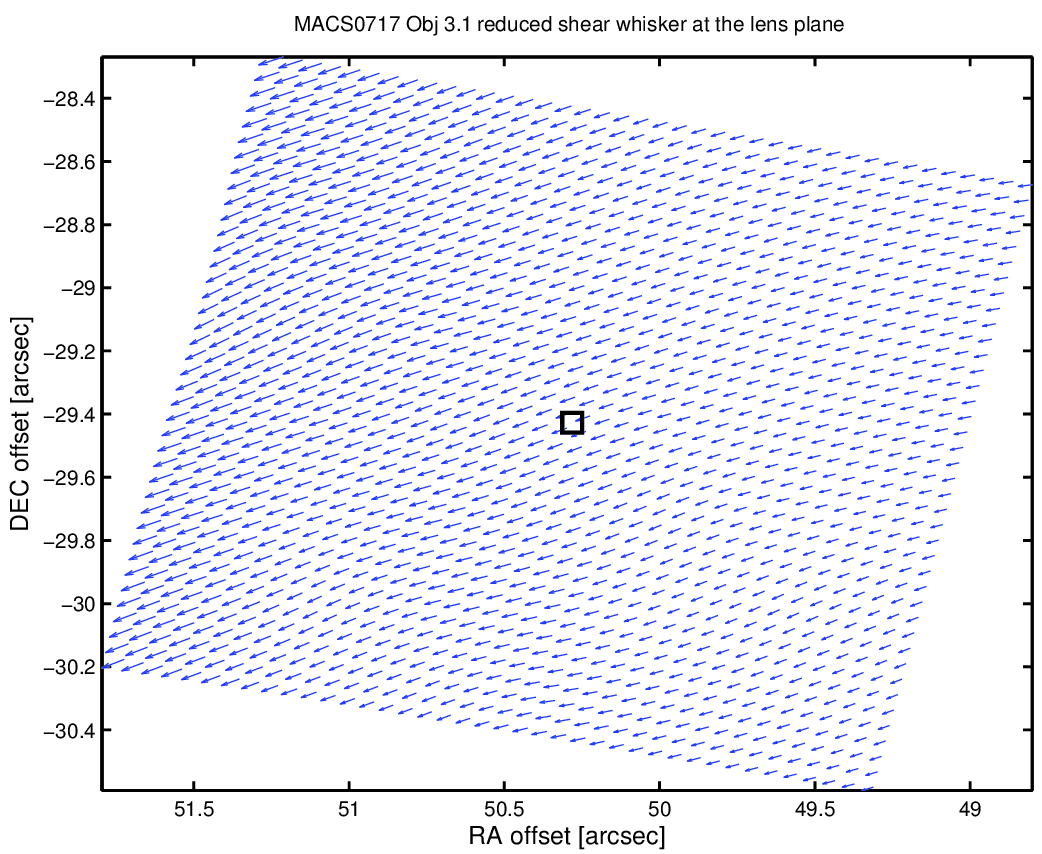 MACS0717 Obj 3.1 reduced shear whisker at the lens plane
−28.4
−28.6
−28.8
−29
−29.2
−29.4
−29.6
−29.8
−30
−30.2
−30.4
DEC offset [arcsec]
51.5 51 50.5 50 49.5 49
RA offset [arcsec]